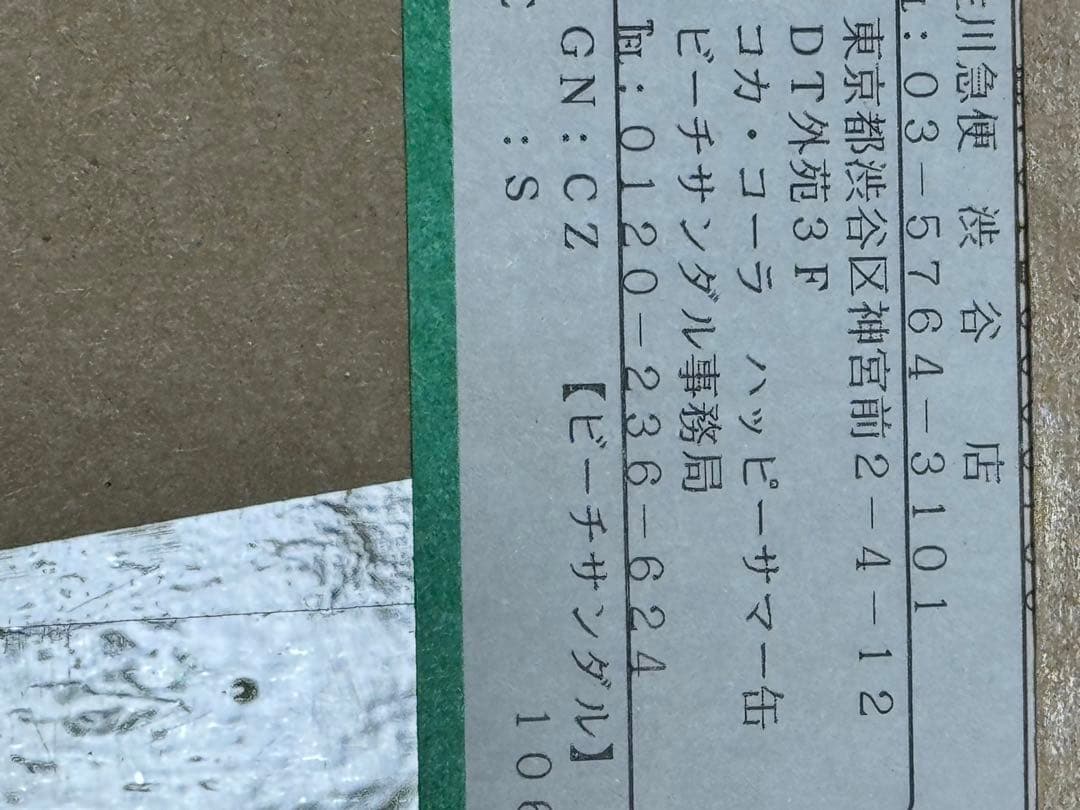 川急便 渋谷店
:03-5764-3101
東京都渋谷区神宮前2-4-12
DT外苑3F
コカ・コーラ ハッピーサマー缶
ビーチサンダル事務局
℡:0120-236-624
GN:CZ 【ビーチサンダル】
:S 10